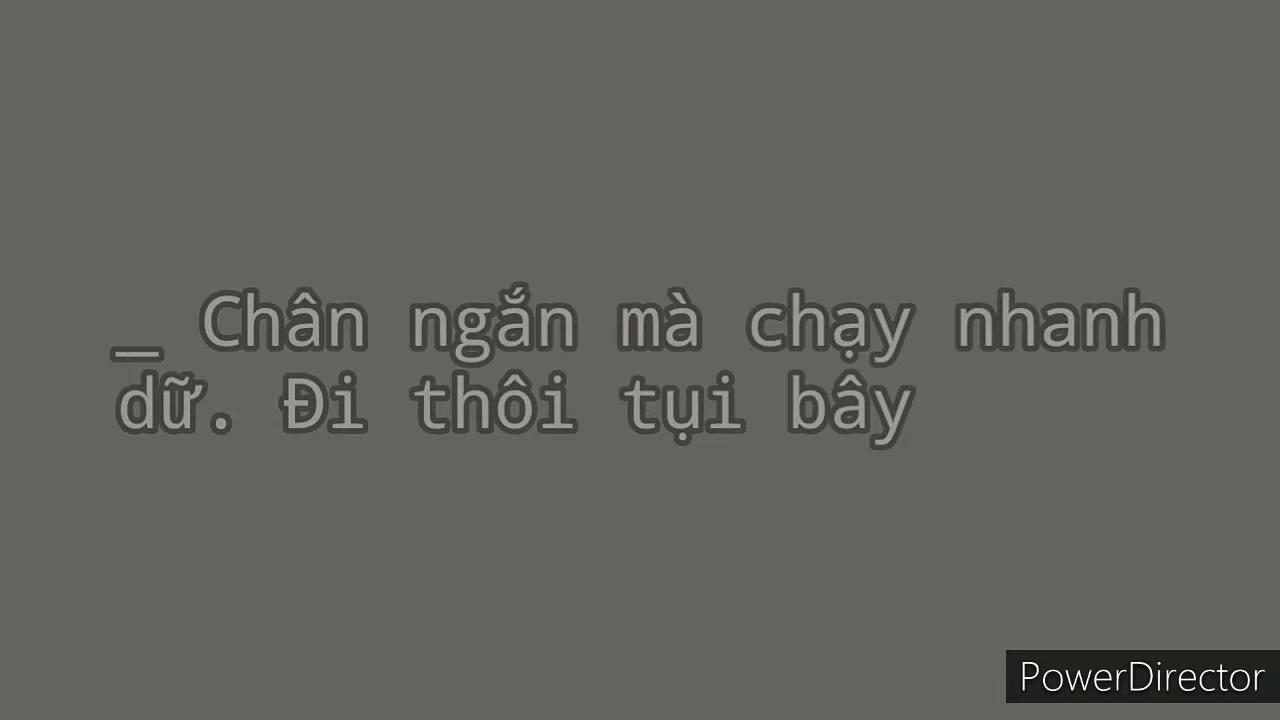 _ Chân ngắn mà chạy nhanh
dữ. Đi thôi tụi bây
PowerDirector